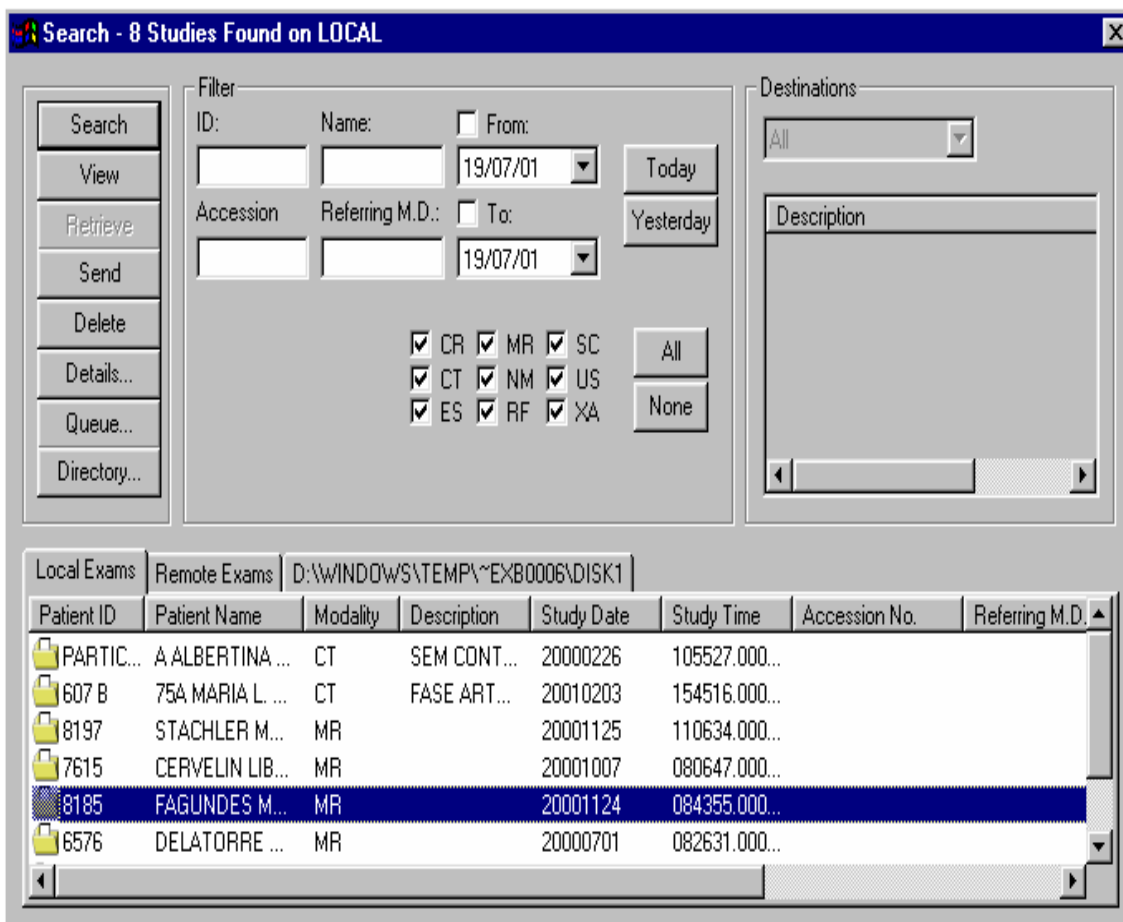 Search - 8 Studies Found on LOCAL
Search
View
Retrieve
Send
Delete
Details...
Queue...
Directory...
Filter
ID: Name: From:
19/07/01
Today
Accession Referring M.D.: To:
Yesterday
19/07/01
CR MR SC
CT NM US
ES RF XA
All
None
Destinations
All
Description
Local Exams Remote Exams D:\WINDOWS\TEMP\~EXB0006\DISK1
Patient ID Patient Name Modality Description Study Date Study Time Accession No. Referring M.D.
PARTIC... A ALBERTINA ... CT SEM CONT... 20000226 105527.000...
607 B 75A MARIA L. ... CT FASE ART... 20010203 154516.000...
8197 STACHLER M... MR 20001125 110634.000...
7615 CERVELIN LIB... MR 20001007 080647.000...
8185 FAGUNDES M... MR 20001124 084355.000...
6576 DELATORRE ... MR 20000701 082631.000...